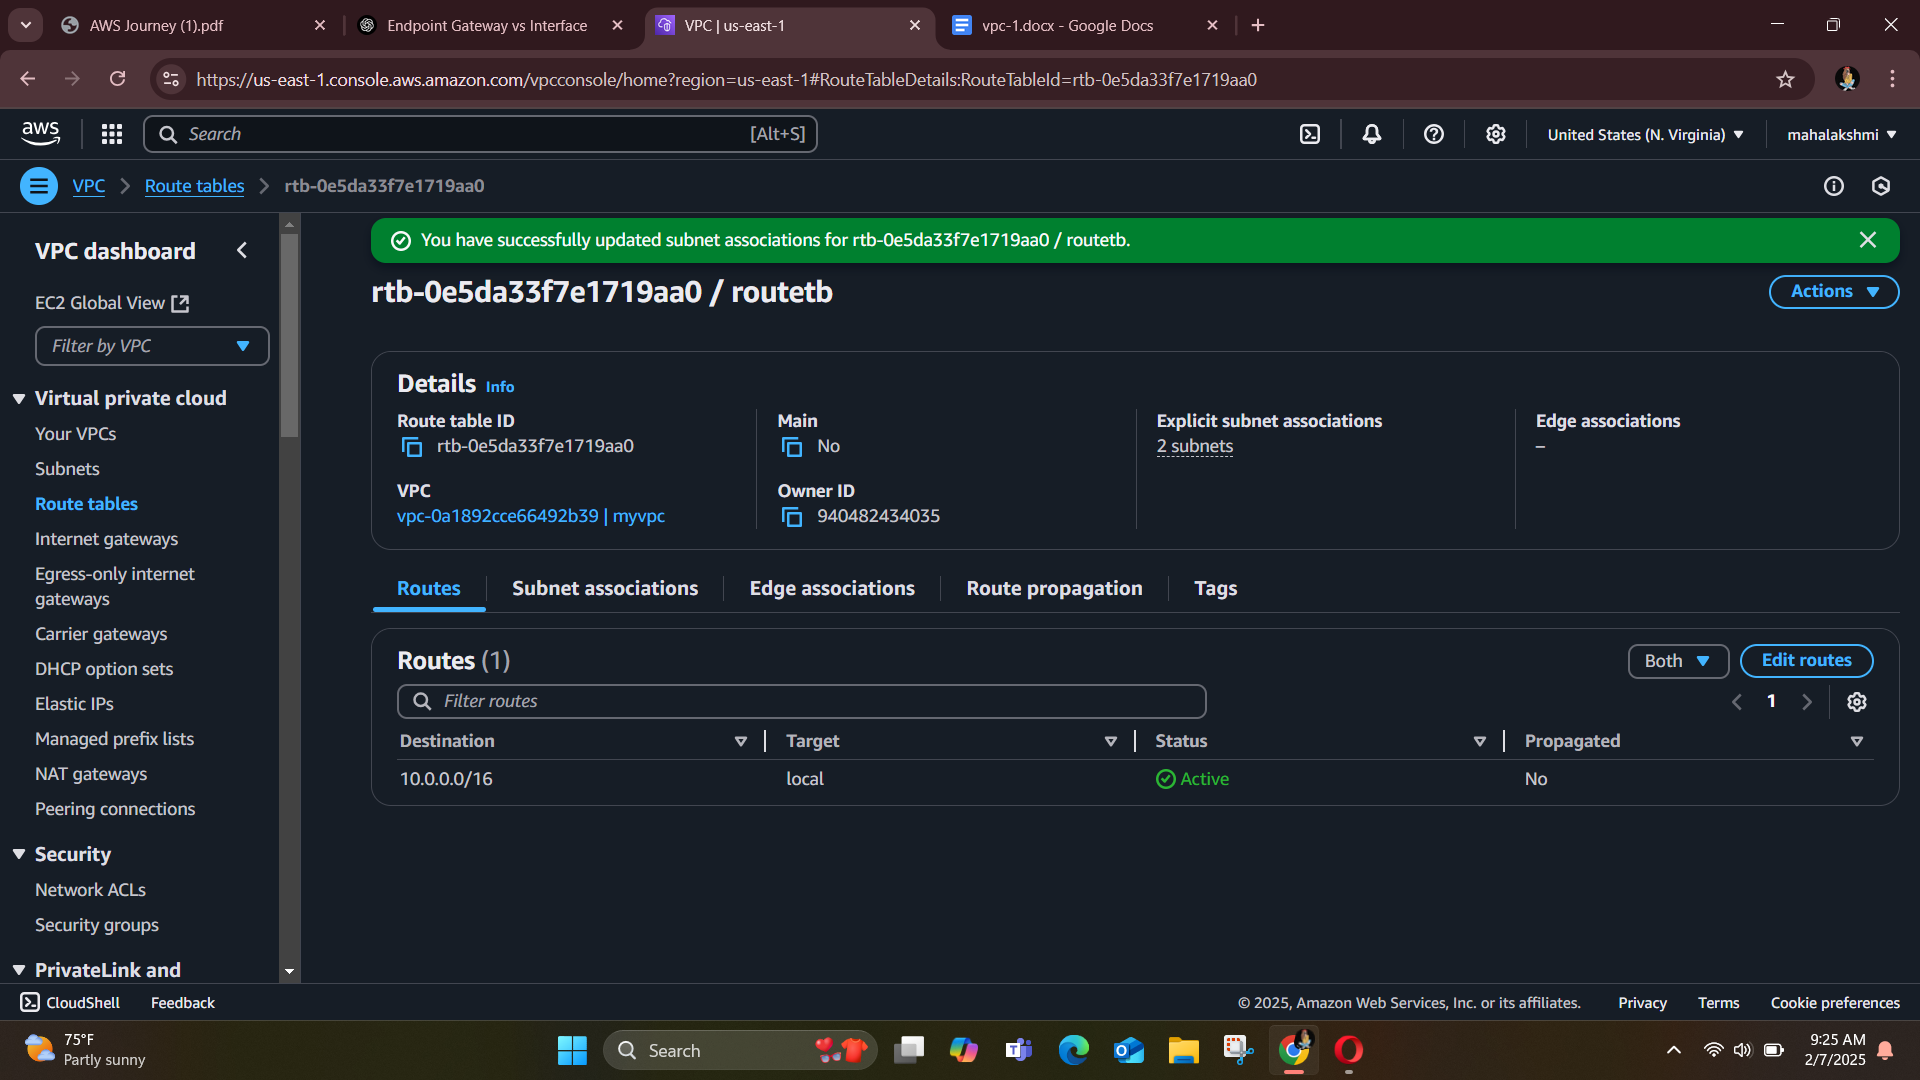 AWS Journey (1).pdf
Endpoint Gateway vs Interface
VPC | us-east-1
vpc-1.docx - Google Docs
https://us-east-1.console.aws.amazon.com/vpcconsole/home?region=us-east-1#RouteTableDetails:RouteTableId=rtb-0e5da33f7e1719aa0
aws
Search
[Alt+S]
United States (N. Virginia)
mahalakshmi
VPC
Route tables
rtb-0e5da33f7e1719aa0
VPC dashboard
EC2 Global View
Filter by VPC
Virtual private cloud
Your VPCs
Subnets
Route tables
Internet gateways
Egress-only internet
gateways
Carrier gateways
DHCP option sets
Elastic IPs
Managed prefix lists
NAT gateways
Peering connections
Security
Network ACLs
Security groups
PrivateLink and
You have successfully updated subnet associations for rtb-0e5da33f7e1719aa0 / routetb.
rtb-0e5da33f7e1719aa0 / routetb
Actions
Details Info
Route table ID
rtb-0e5da33f7e1719aa0
Main
No
Explicit subnet associations
2 subnets
Edge associations
–
VPC
vpc-0a1892cce66492b39 | myvpc
Owner ID
940482434035
Routes
Subnet associations
Edge associations
Route propagation
Tags
Routes (1)
Both
Edit routes
Filter routes
1
Destination
Target
Status
Propagated
10.0.0.0/16
local
Active
No
CloudShell
Feedback
© 2025, Amazon Web Services, Inc. or its affiliates.
Privacy
Terms
Cookie preferences
75°F
Partly sunny
Search
9:25 AM
2/7/2025